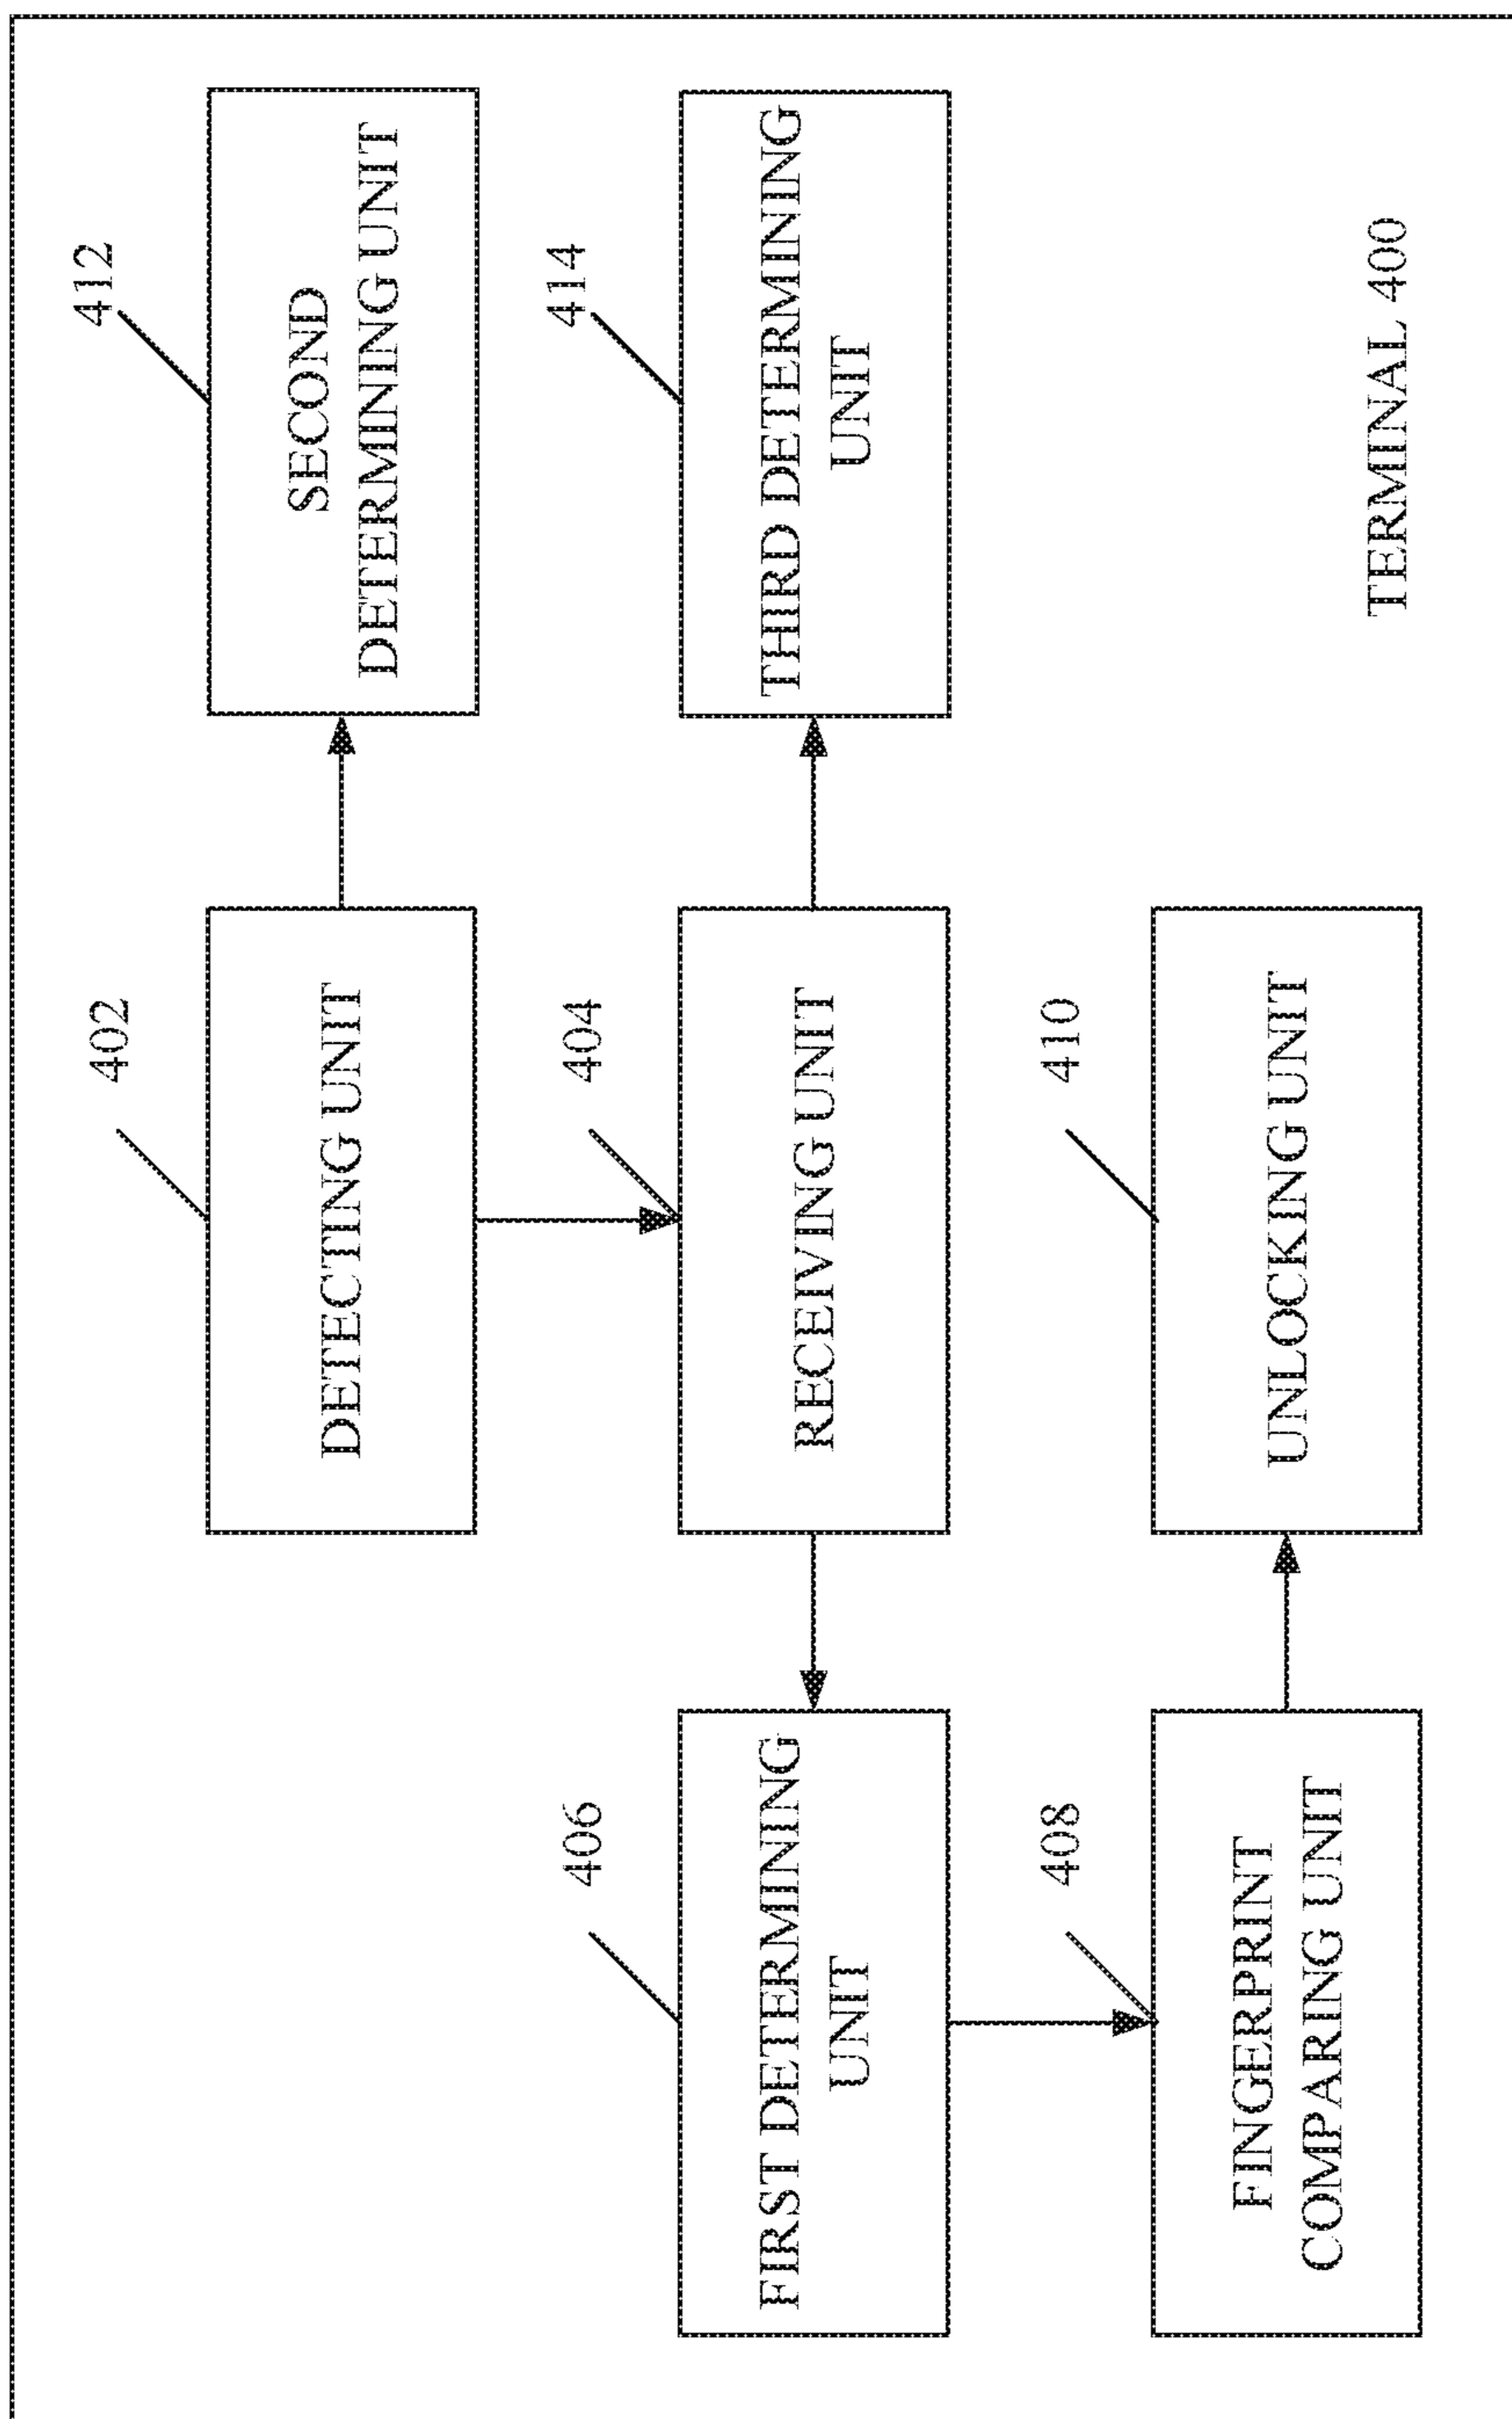 402
DETECTING UNIT
412
SECOND
DETERMINING UNIT
406
FIRST DETERMINING
UNIT
404
RECEIVING UNIT
414
THIRD DETERMINING
UNIT
408
FINGERPRINT
COMPARING UNIT
410
UNLOCKING UNIT
TERMINAL 400